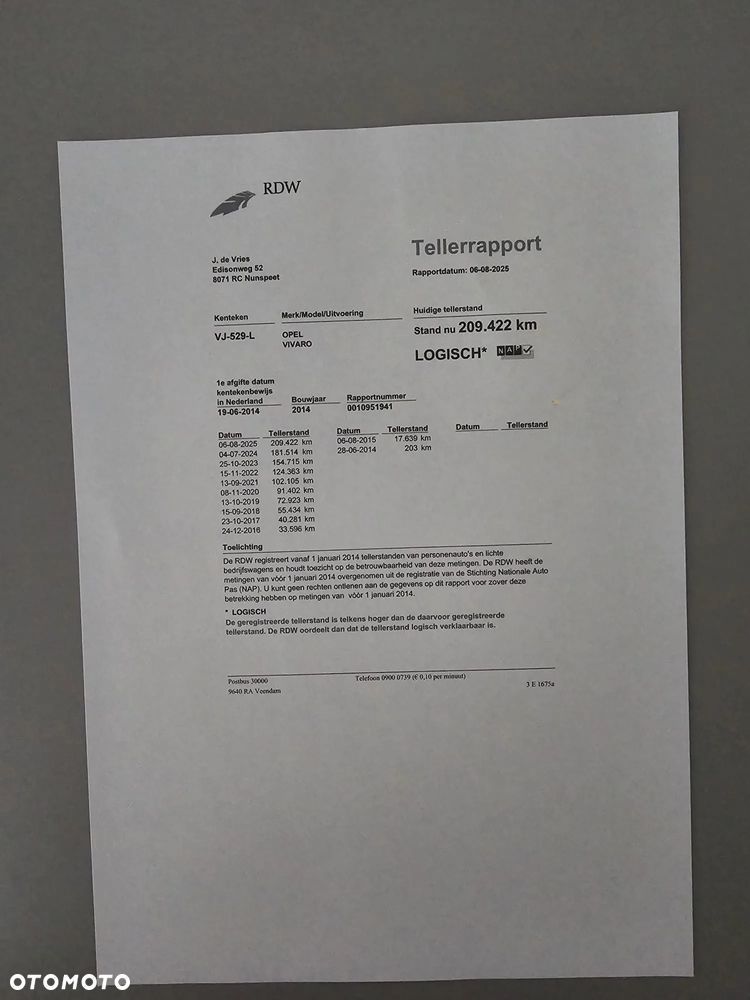 RDW
J. de Vries
Edisonweg 52
8071 RC Nunspeet
Tellerrapport
Rapportdatum: 06-08-2025
Kenteken Merk/Model/Uitvoering Huidige tellerstand
VJ-529-L OPEL Stand nu 209.422 km
VIVARO
LOGISCH* NAP
1e afgifte datum
kentekenbewijs
in Nederland Bouwjaar Rapportnummer
19-06-2014 2014 0010951941
Datum Tellerstand Datum Tellerstand Datum Tellerstand
06-08-2025 209.422 km 06-08-2015 17.639 km
04-07-2024 181.514 km 28-06-2014 203 km
25-10-2023 154.715 km
15-11-2022 124.363 km
13-09-2021 102.105 km
08-11-2020 91.402 km
13-10-2019 72.923 km
15-09-2018 55.434 km
23-10-2017 40.281 km
24-12-2016 33.596 km
Toelichting
De RDW registreert vanaf 1 januari 2014 tellerstanden van personenauto's en lichte
bedrijfswagens en houdt toezicht op de betrouwbaarheid van deze metingen. De RDW heeft de
metingen van vóór 1 januari 2014 overgenomen uit de registratie van de Stichting Nationale Auto
Pas (NAP). U kunt geen rechten ontlenen aan de gegevens op dit rapport voor zover deze
betrekking hebben op metingen van vóór 1 januari 2014.
* LOGISCH
De geregistreerde tellerstand is telkens hoger dan de daarvoor geregistreerde
tellerstand. De RDW oordeelt dan dat de tellerstand logisch verklaarbaar is.
Postbus 30000 Telefoon 0900 0739 (€ 0,10 per minuut)
9640 RA Veendam 3 E 1675a
OTOMOTO